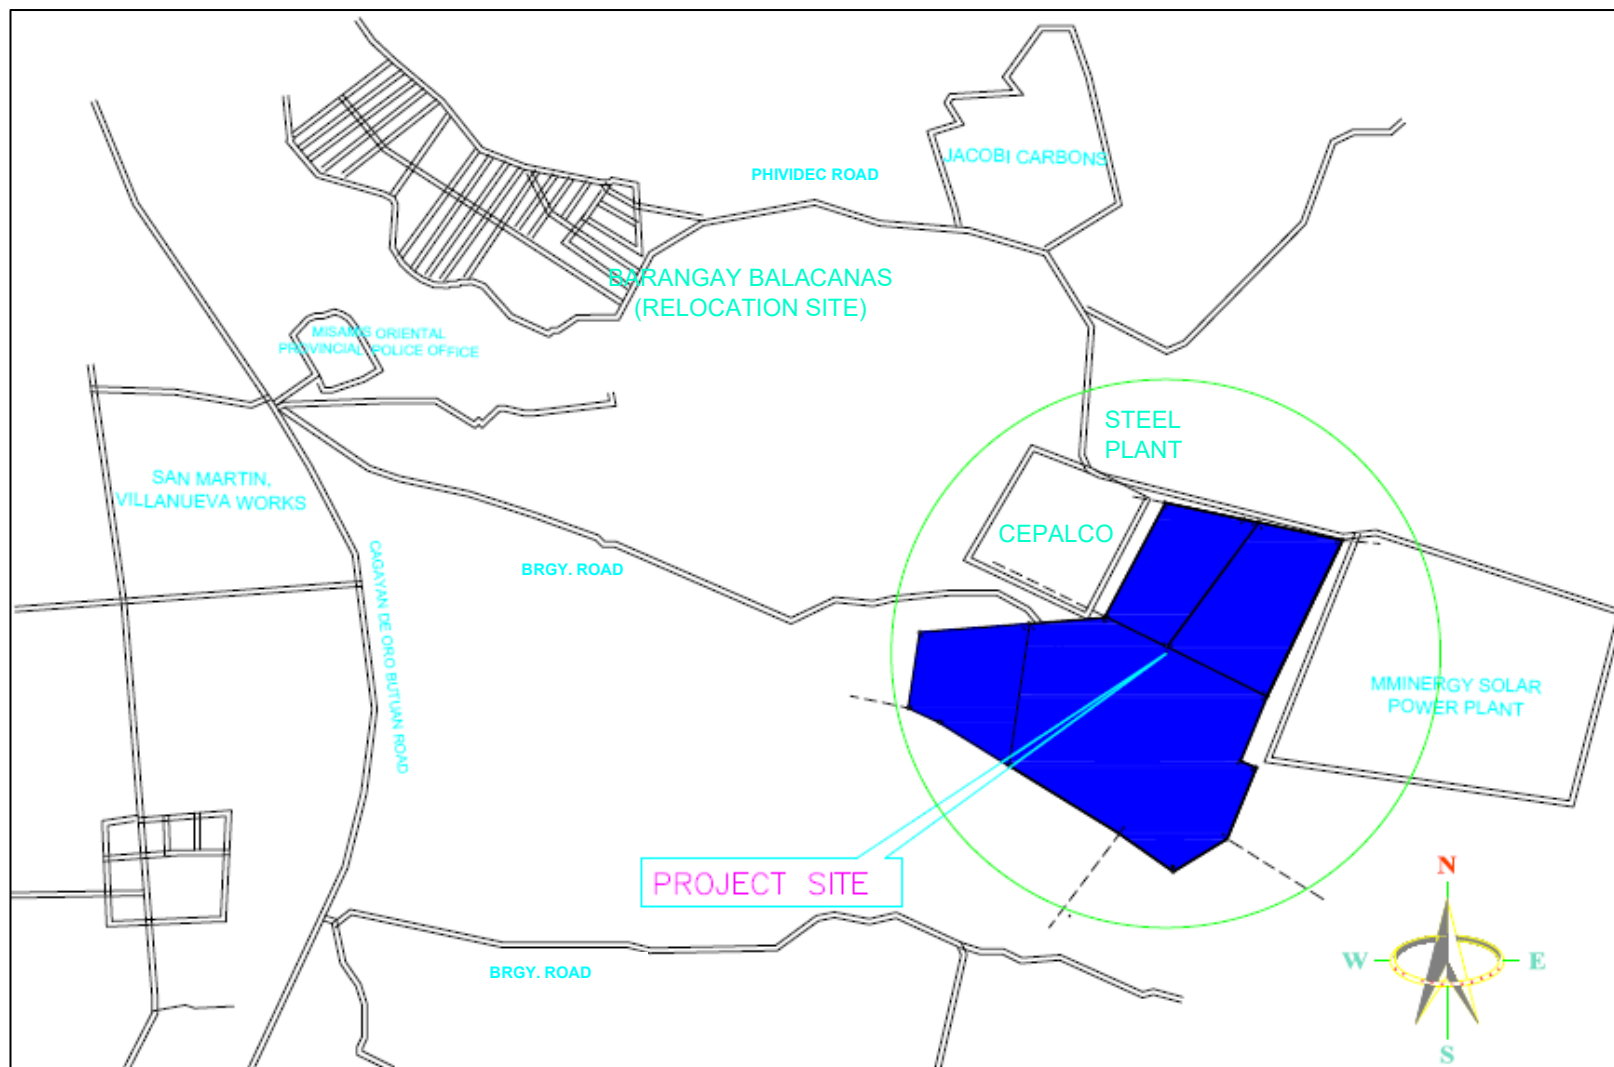 JACOBI CARBONS
PHIVIDEC ROAD
BARANGAY BALACANAS
(RELOCATION SITE)
MISAMIS ORIENTAL
PROVINCIAL POLICE OFFICE
STEEL
PLANT
SAN MARTIN,
VILLANUEVA WORKS
CEPALCO
BRGY. ROAD
CAGAYAN DE ORO BUTUAN ROAD
MMINERGY SOLAR
POWER PLANT
PROJECT SITE
BRGY. ROAD
N
W
E
S